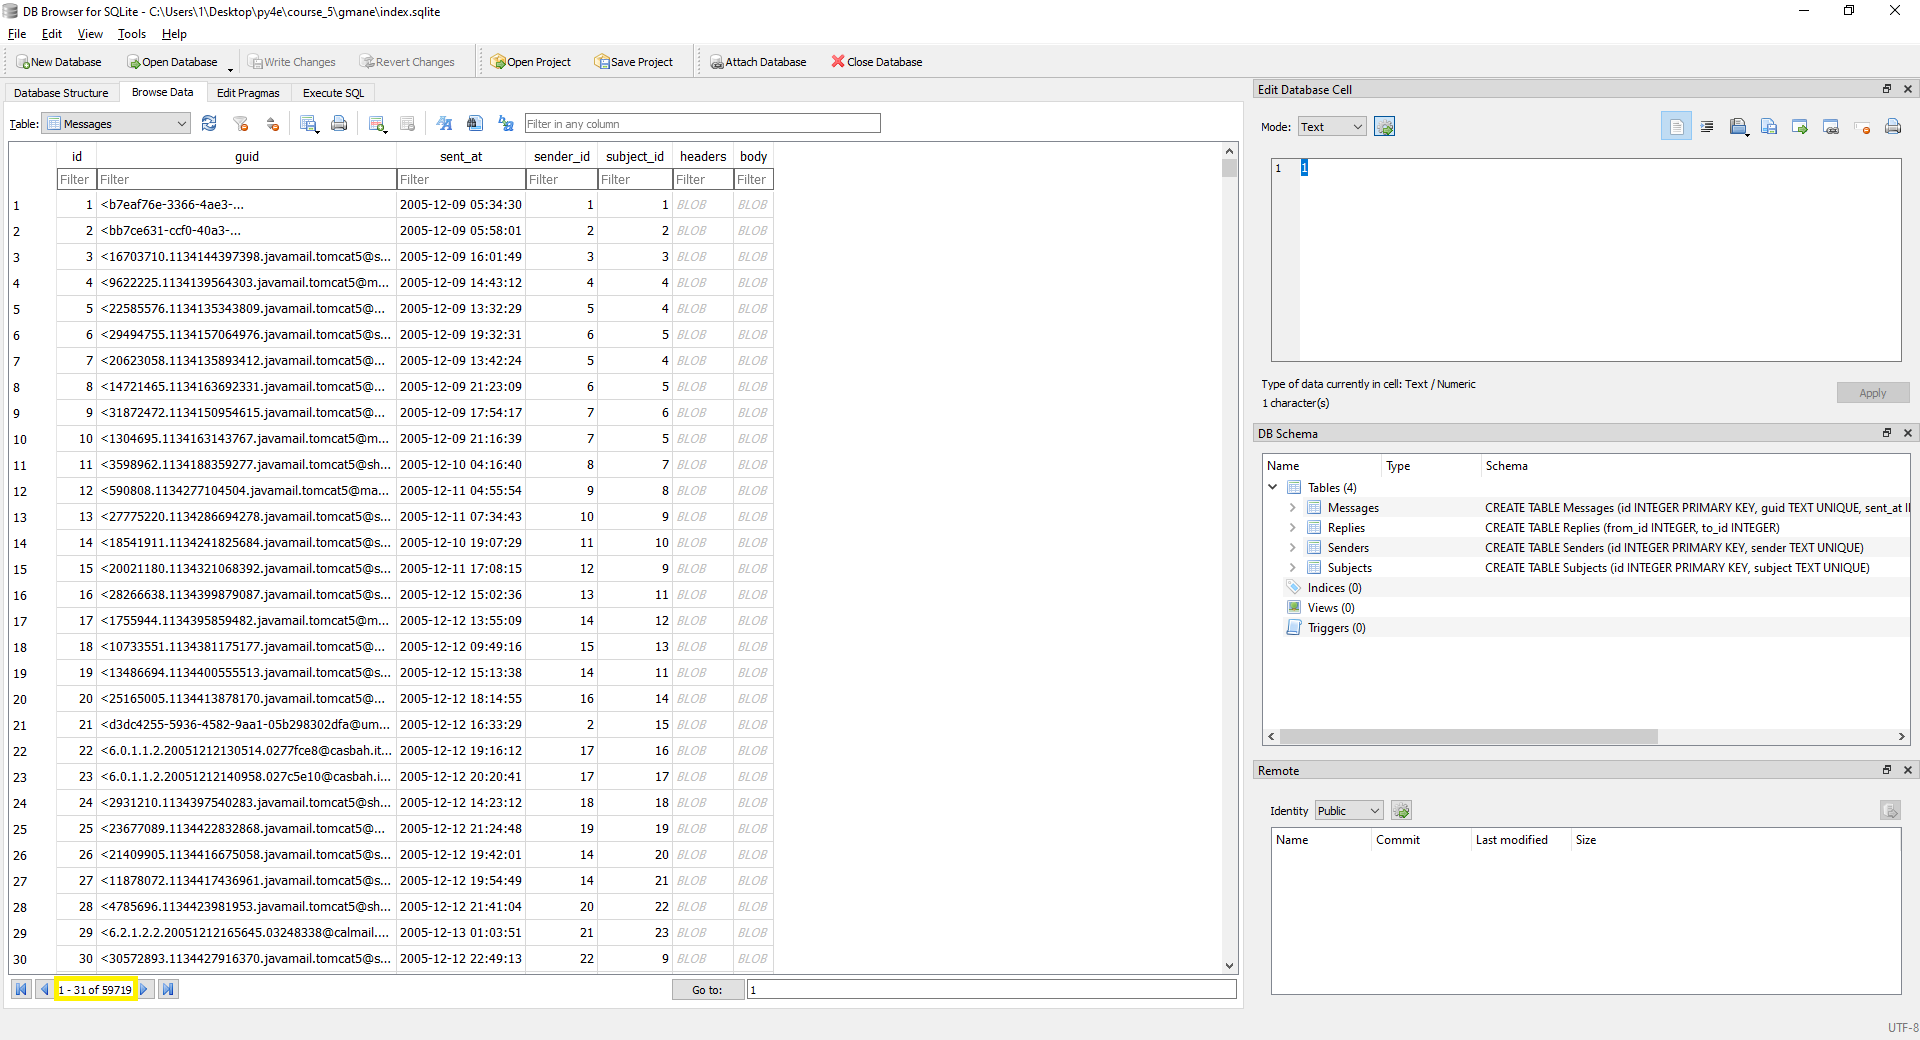 DB Browser for SQLite - C:\Users\1\Desktop\py4e\course_5\gmane\index.sqlite
File Edit View Tools Help
New Database Open Database Write Changes Revert Changes Open Project Save Project Attach Database Close Database
Database Structure Browse Data Edit Pragmas Execute SQL
Table: Messages Filter in any column
id guid sent_at sender_id subject_id headers body
Filter Filter Filter Filter Filter Filter Filter
1 1 <b7eaf76e-3366-4ae3-... 2005-12-09 05:34:30 1 1 BLOB BLOB
2 2 <bb7ce631-ccf0-40a3-... 2005-12-09 05:58:01 2 2 BLOB BLOB
3 3 <16703710.1134144397398.javamail.tomcat5@s... 2005-12-09 16:01:49 3 3 BLOB BLOB
4 4 <9622225.1134139564303.javamail.tomcat5@m... 2005-12-09 14:43:12 4 4 BLOB BLOB
5 5 <22585576.1134135343809.javamail.tomcat5@... 2005-12-09 13:32:29 5 4 BLOB BLOB
6 6 <29494755.1134157064976.javamail.tomcat5@s... 2005-12-09 19:32:31 6 5 BLOB BLOB
7 7 <20623058.1134135893412.javamail.tomcat5@... 2005-12-09 13:42:24 5 4 BLOB BLOB
8 8 <14721465.1134163692331.javamail.tomcat5@... 2005-12-09 21:23:09 6 5 BLOB BLOB
9 9 <31872472.1134150954615.javamail.tomcat5@... 2005-12-09 17:54:17 7 6 BLOB BLOB
10 10 <1304695.1134163143767.javamail.tomcat5@m... 2005-12-09 21:16:39 7 5 BLOB BLOB
11 11 <3598962.1134188359277.javamail.tomcat5@sh... 2005-12-10 04:16:40 8 7 BLOB BLOB
12 12 <590808.1134277104504.javamail.tomcat5@ma... 2005-12-11 04:55:54 9 8 BLOB BLOB
13 13 <27775220.1134286694278.javamail.tomcat5@s... 2005-12-11 07:34:43 10 9 BLOB BLOB
14 14 <18541911.1134241825684.javamail.tomcat5@s... 2005-12-10 19:07:29 11 10 BLOB BLOB
15 15 <20021180.1134321068392.javamail.tomcat5@s... 2005-12-11 17:08:15 12 9 BLOB BLOB
16 16 <28266638.1134399879087.javamail.tomcat5@s... 2005-12-12 15:02:36 13 11 BLOB BLOB
17 17 <1755944.1134395859482.javamail.tomcat5@m... 2005-12-12 13:55:09 14 12 BLOB BLOB
18 18 <10733551.1134381175177.javamail.tomcat5@... 2005-12-12 09:49:16 15 13 BLOB BLOB
19 19 <13486694.1134400555513.javamail.tomcat5@s... 2005-12-12 15:13:38 14 11 BLOB BLOB
20 20 <25165005.1134413878170.javamail.tomcat5@... 2005-12-12 18:14:55 16 14 BLOB BLOB
21 21 <d3dc4255-5936-4582-9aa1-05b298302dfa@um... 2005-12-12 16:33:29 2 15 BLOB BLOB
22 22 <6.0.1.1.2.20051212130514.0277fce8@casbah.it... 2005-12-12 19:16:12 17 16 BLOB BLOB
23 23 <6.0.1.1.2.20051212140958.027c5e10@casbah.i... 2005-12-12 20:20:41 17 17 BLOB BLOB
24 24 <2931210.1134397540283.javamail.tomcat5@sh... 2005-12-12 14:23:12 18 18 BLOB BLOB
25 25 <23677089.1134422832868.javamail.tomcat5@... 2005-12-12 21:24:48 19 19 BLOB BLOB
26 26 <21409905.1134416675058.javamail.tomcat5@s... 2005-12-12 19:42:01 14 20 BLOB BLOB
27 27 <11878072.1134417436961.javamail.tomcat5@s... 2005-12-12 19:54:49 14 21 BLOB BLOB
28 28 <4785696.1134423981953.javamail.tomcat5@sh... 2005-12-12 21:41:04 20 22 BLOB BLOB
29 29 <6.2.1.2.2.20051212165645.03248338@calmail.... 2005-12-13 01:03:51 21 23 BLOB BLOB
30 30 <30572893.1134427916370.javamail.tomcat5@s... 2005-12-12 22:49:13 22 9 BLOB BLOB
1 - 31 of 59719 Go to: 1
Edit Database Cell
Mode: Text
1 1
Type of data currently in cell: Text / Numeric
1 character(s)
Apply
DB Schema
Name Type Schema
Tables (4)
Messages CREATE TABLE Messages (id INTEGER PRIMARY KEY, guid TEXT UNIQUE, sent_at I
Replies CREATE TABLE Replies (from_id INTEGER, to_id INTEGER)
Senders CREATE TABLE Senders (id INTEGER PRIMARY KEY, sender TEXT UNIQUE)
Subjects CREATE TABLE Subjects (id INTEGER PRIMARY KEY, subject TEXT UNIQUE)
Indices (0)
Views (0)
Triggers (0)
Remote
Identity Public
Name Commit Last modified Size
UTF-8